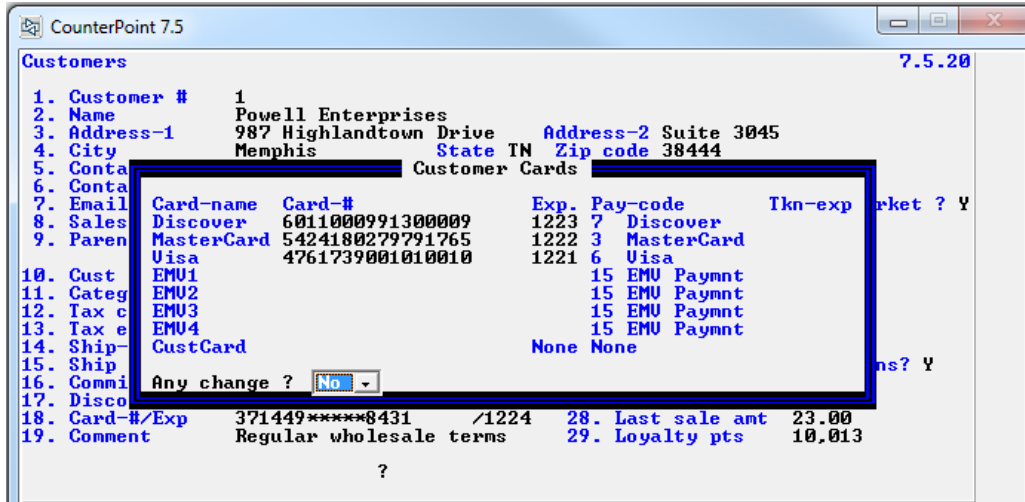 CounterPoint 7.5
Customers 7.5.20
1. Customer # 1
2. Name Powell Enterprises
3. Address-1 987 Highlandtown Drive Address-2 Suite 3045
4. City Memphis State TN Zip code 38444
5. Conta Customer Cards
6. Conta
7. Email Card-name Card-# Exp. Pay-code Tkn-exp rket ? Y
8. Sales Discover 6011000991300009 1223 7 Discover
9. Paren MasterCard 5424180279791765 1222 3 MasterCard
Visa 4761739001010010 1221 6 Visa
10. Cust EMV1 15 EMV Paymnt
11. Categ EMV2 15 EMV Paymnt
12. Tax c EMV3 15 EMV Paymnt
13. Tax e EMV4 15 EMV Paymnt
14. Ship- CustCard None None
15. Ship ns? Y
16. Commi Any change ? No
17. Disco
18. Card-#/Exp 371449*****8431 /1224 28. Last sale amt 23.00
19. Comment Regular wholesale terms 29. Loyalty pts 10,013
?